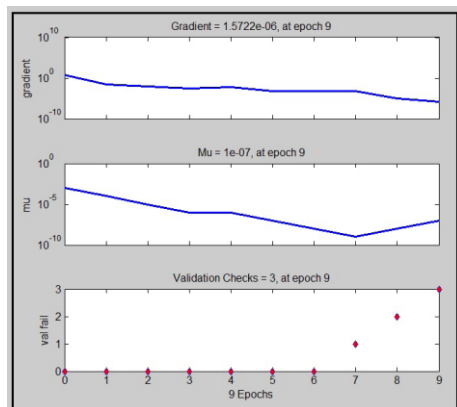 Gradient = 1.5722e-06, at epoch 9
10^10
10^0
10^-10
gradient
Mu = 1e-07, at epoch 9
10^0
10^-5
10^-10
mu
Validation Checks = 3, at epoch 9
3
2
1
0
val fail
0 1 2 3 4 5 6 7 8 9
9 Epochs